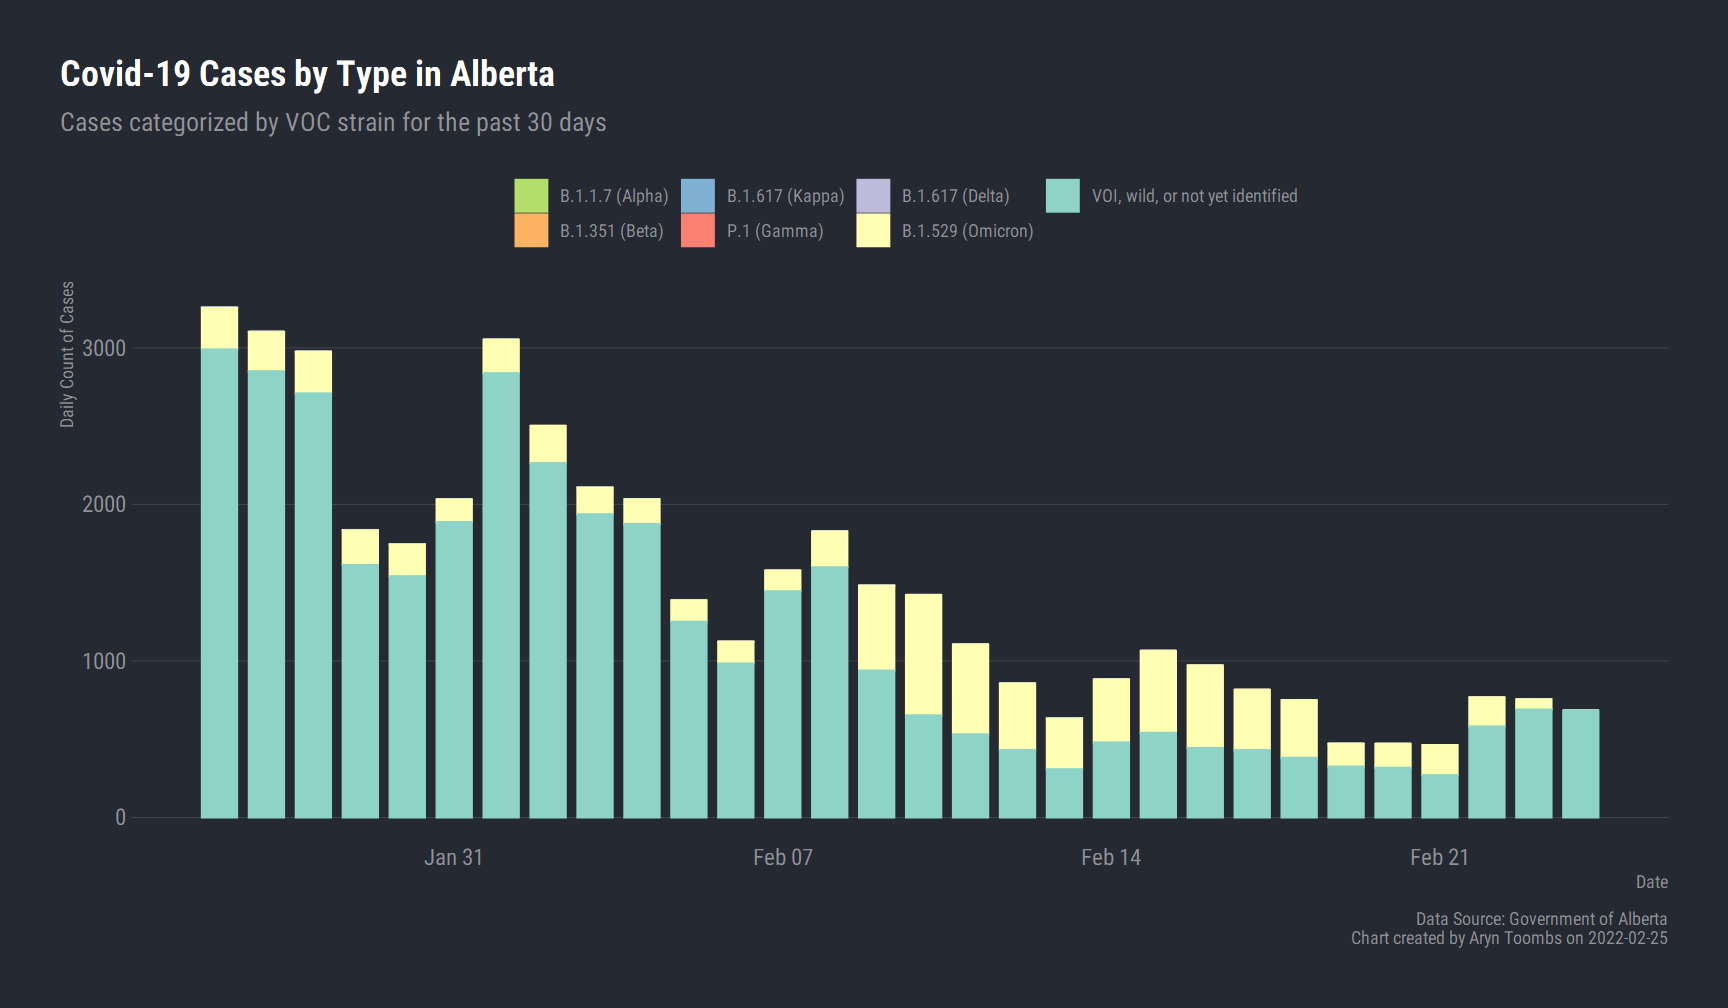 Covid-19 Cases by Type in Alberta
Cases categorized by VOC strain for the past 30 days
B.1.1.7 (Alpha) B.1.617 (Kappa) B.1.617 (Delta) VOI, wild, or not yet identified
B.1.351 (Beta) P.1 (Gamma) B.1.529 (Omicron)
Daily Count of Cases
3000
2000
1000
0
Jan 31 Feb 07 Feb 14 Feb 21
Date
Data Source: Government of Alberta
Chart created by Aryn Toombs on 2022-02-25